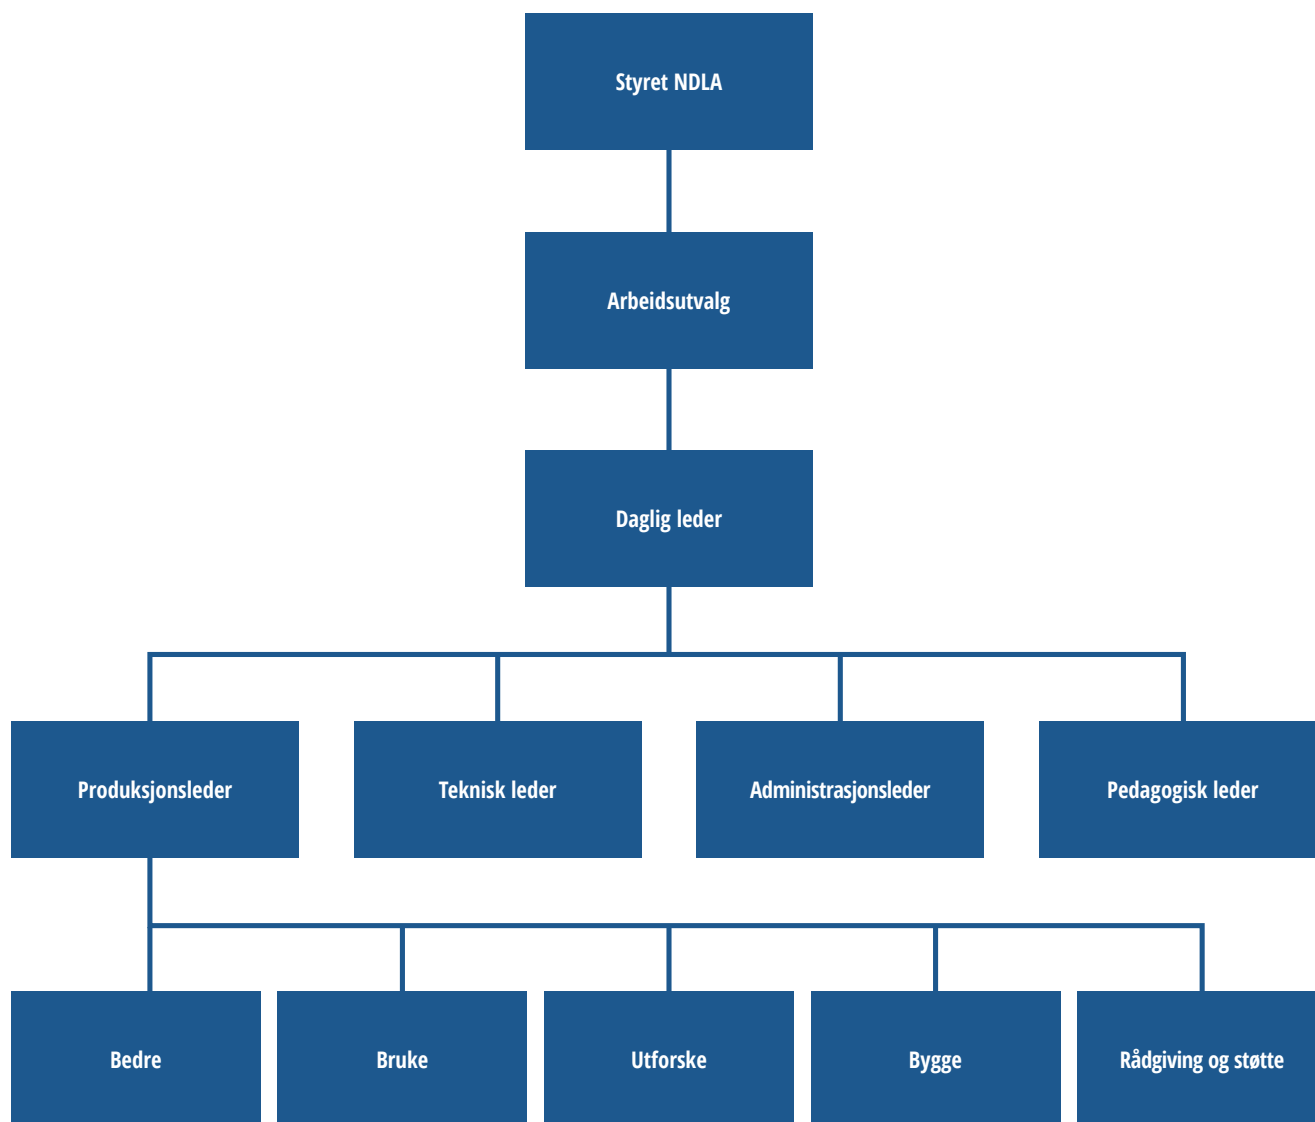 Styret NDLA
Arbeidsutvalg
Daglig leder
Produksjonsleder
Teknisk leder
Administrasjonsleder
Pedagogisk leder
Bedre
Bruke
Utforske
Bygge
Rådgiving og støtte